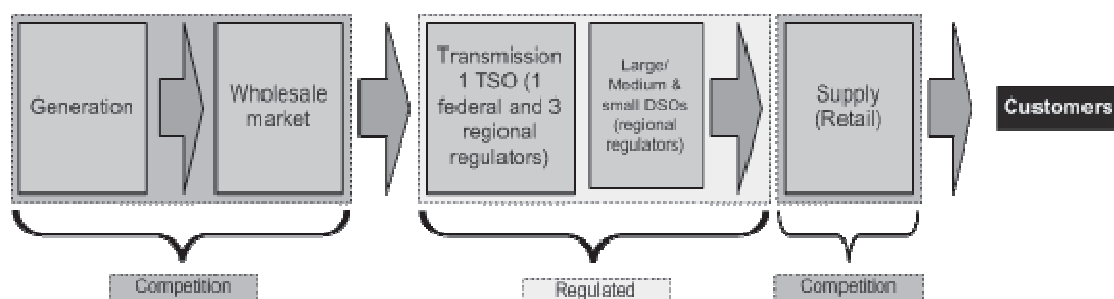 Generation
Wholesale
market
Transmission
1 TSO (1
federal and 3
regional
regulators)
Large/
Medium &
small DSOs
(regional
regulators)
Supply
(Retail)
Customers
Competition
Regulated
Competition